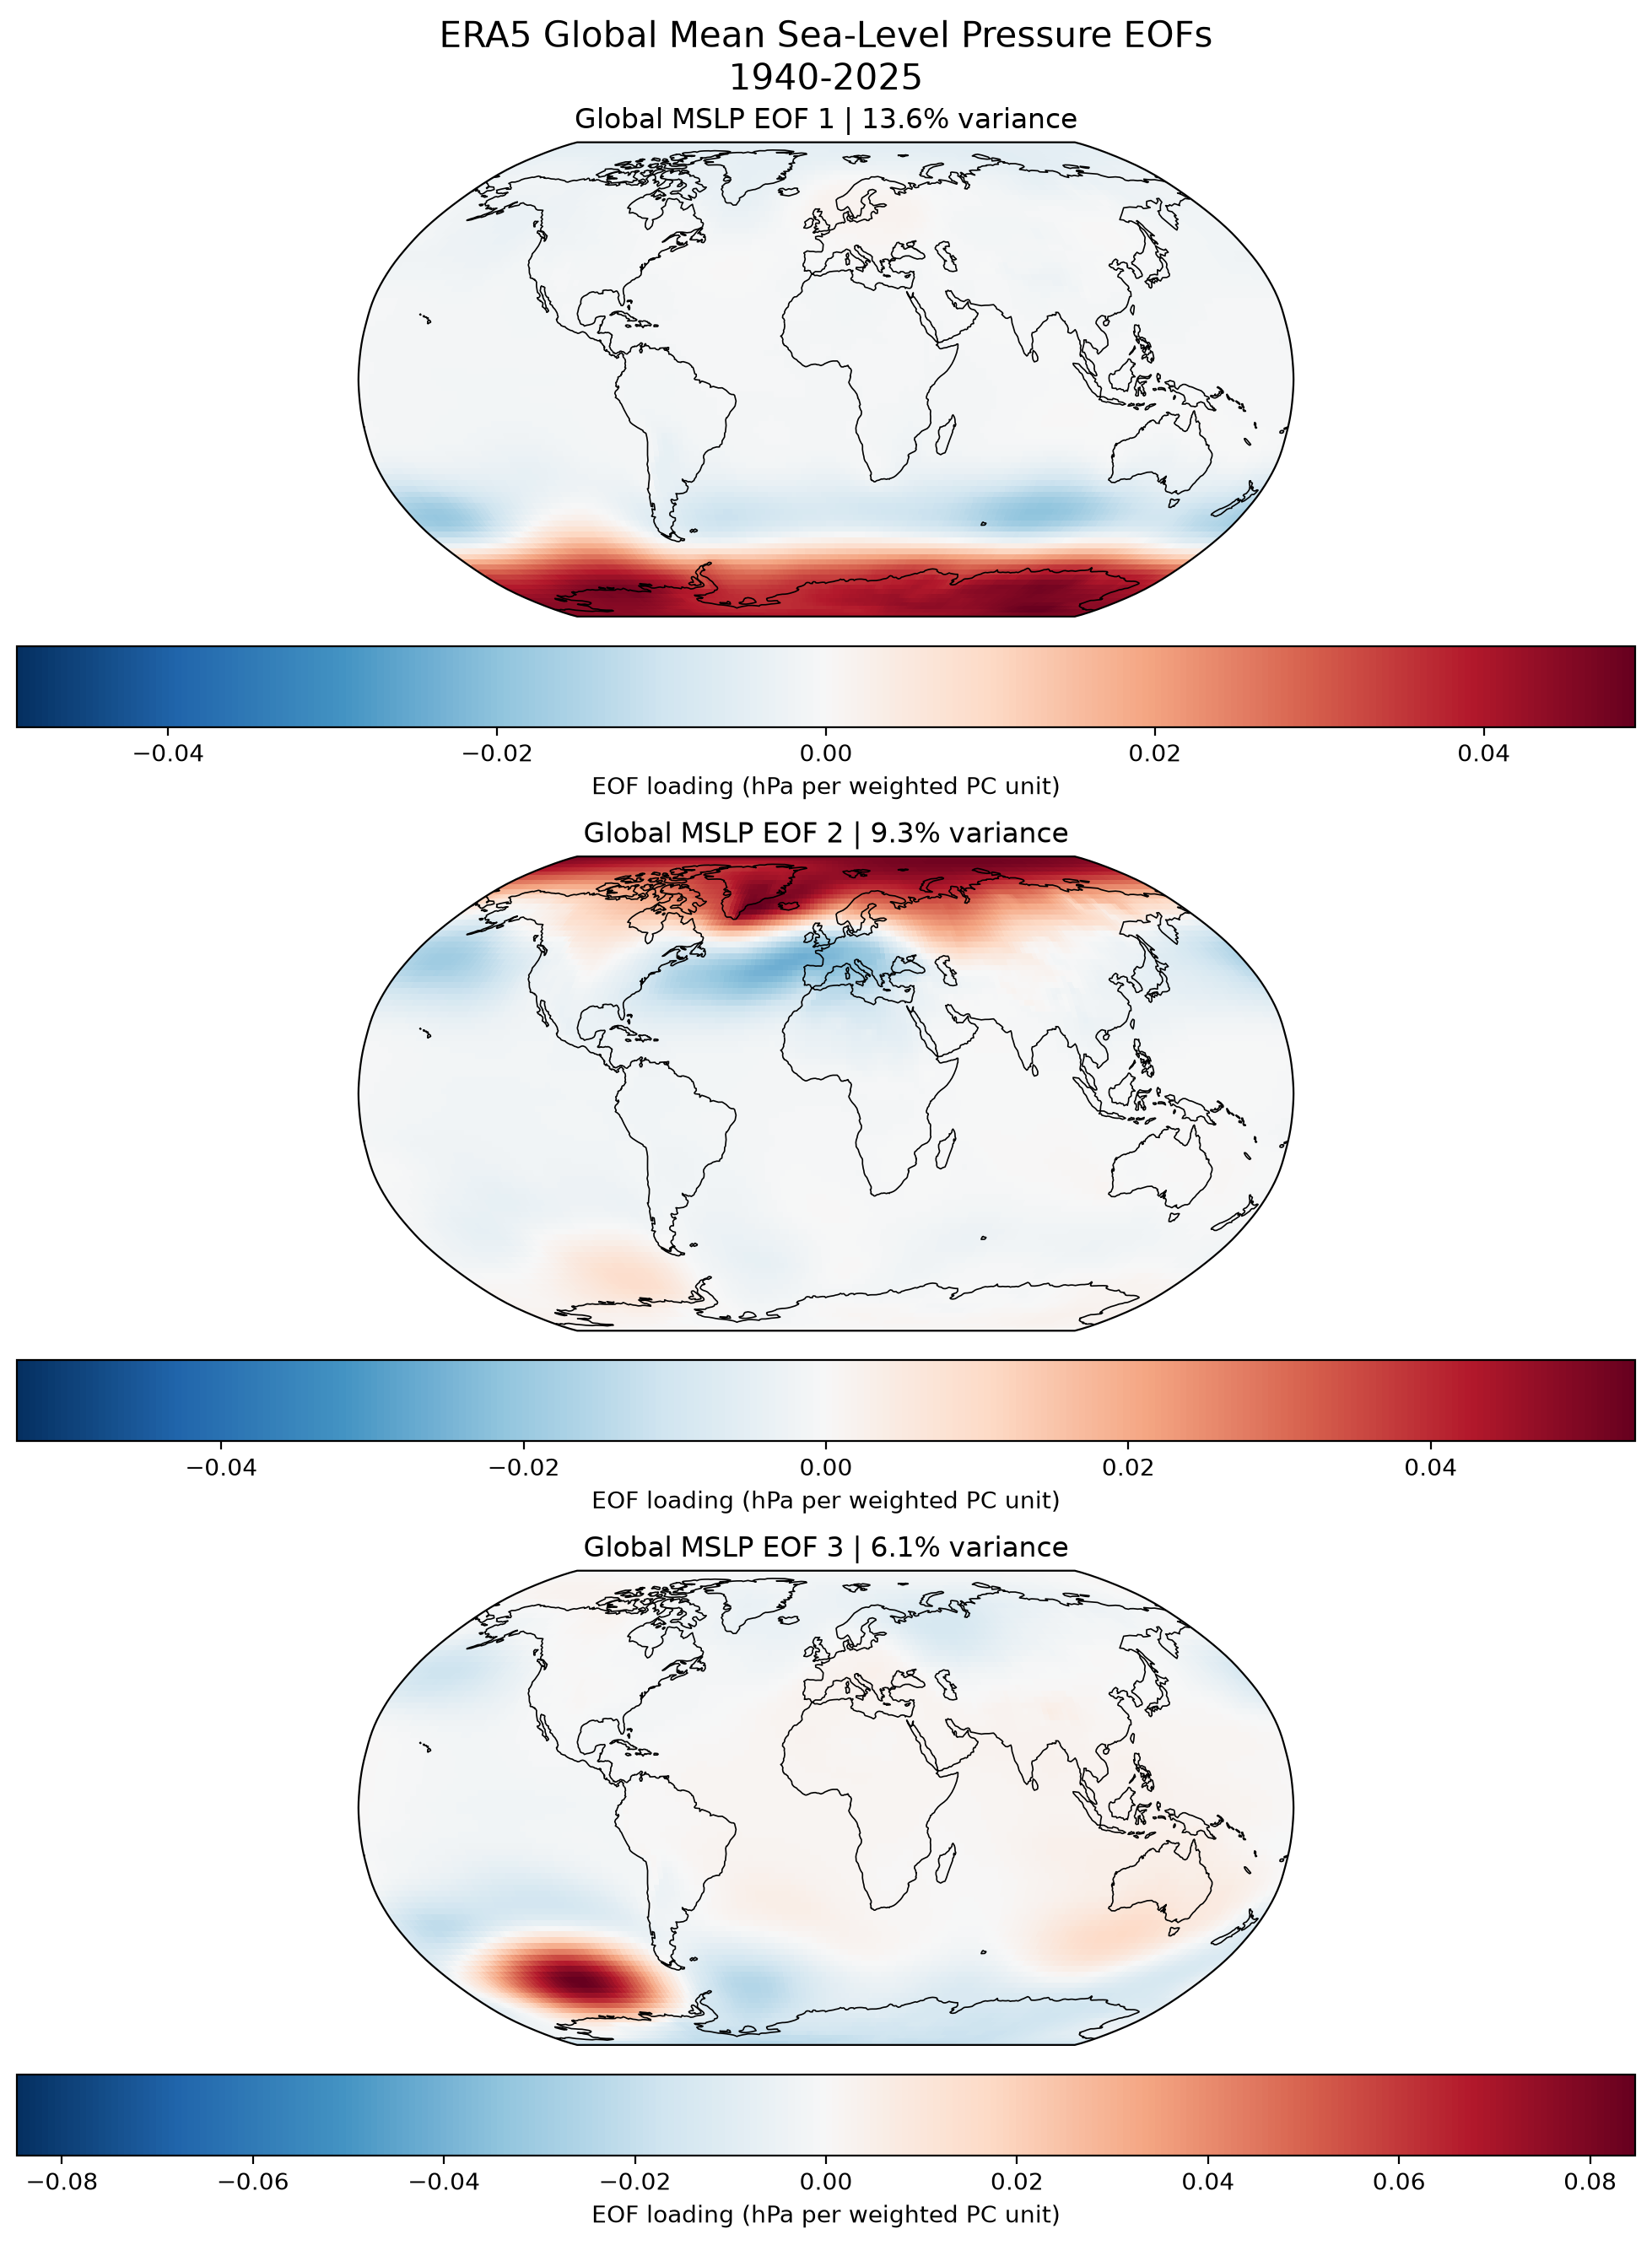 ERA5 Global Mean Sea-Level Pressure EOFs
1940-2025
Global MSLP EOF 1 | 13.6% variance
−0.04 −0.02 0.00 0.02 0.04
EOF loading (hPa per weighted PC unit)
Global MSLP EOF 2 | 9.3% variance
−0.04 −0.02 0.00 0.02 0.04
EOF loading (hPa per weighted PC unit)
Global MSLP EOF 3 | 6.1% variance
−0.08 −0.06 −0.04 −0.02 0.00 0.02 0.04 0.06 0.08
EOF loading (hPa per weighted PC unit)